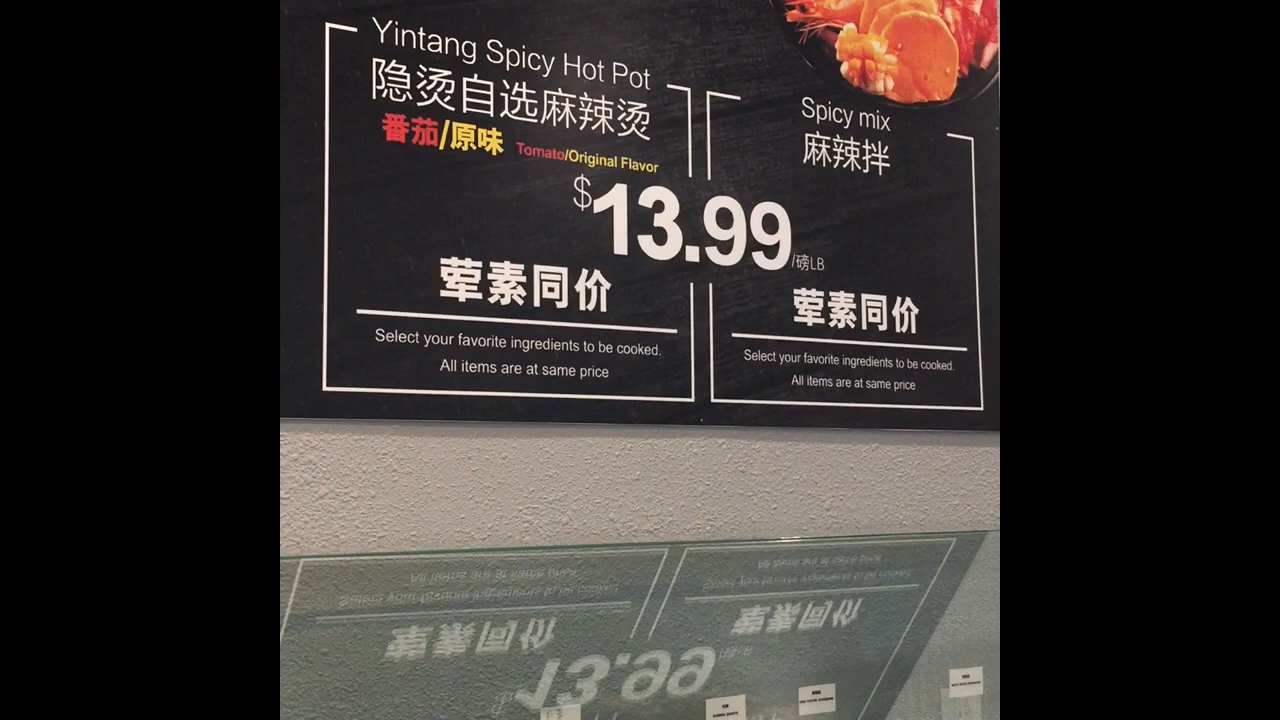 Yintang Spicy Hot Pot
隐烫自选麻辣烫
番茄/原味 Tomato/Original Flavor
Spicy mix
麻辣拌
$13.99/磅LB
荤素同价
Select your favorite ingredients to be cooked.
All items are at same price
荤素同价
Select your favorite ingredients to be cooked.
All items are at same price